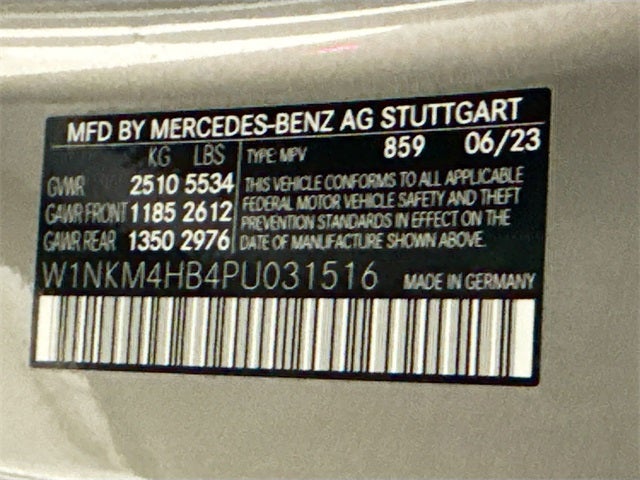 MFD BY MERCEDES-BENZ AG STUTTGART
KG LBS TYPE: MPV 859 06/23
GVWR 2510 5534
GAWR FRONT 1185 2612
GAWR REAR 1350 2976
THIS VEHICLE CONFORMS TO ALL APPLICABLE
FEDERAL MOTOR VEHICLE SAFETY AND THEFT
PREVENTION STANDARDS IN EFFECT ON THE
DATE OF MANUFACTURE SHOWN ABOVE.
W1NKM4HB4PU031516 MADE IN GERMANY